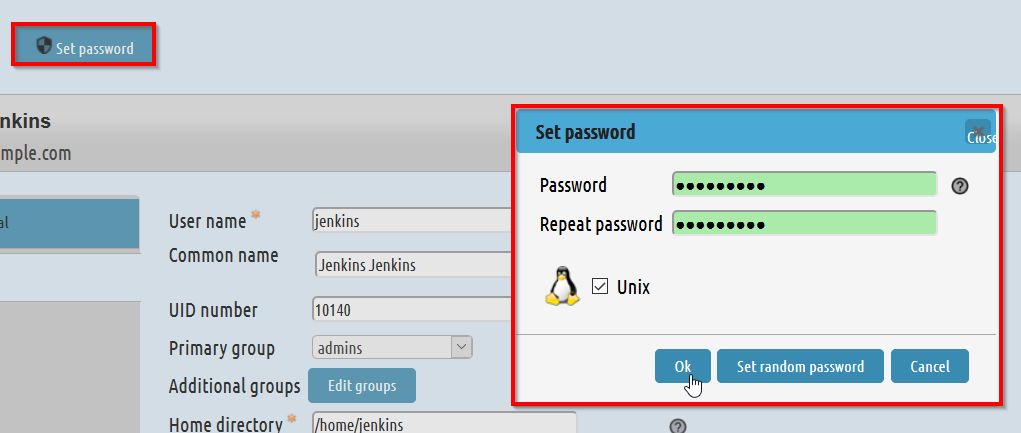 Set password
nkins
mple.com
al
User name *
jenkins
Common name
Jenkins Jenkins
UID number
10140
Primary group
admins
Additional groups
Edit groups
Home directory *
/home/jenkins
Set password
Close
Password
●●●●●●●●●
Repeat password
●●●●●●●●●
Unix
Ok
Set random password
Cancel